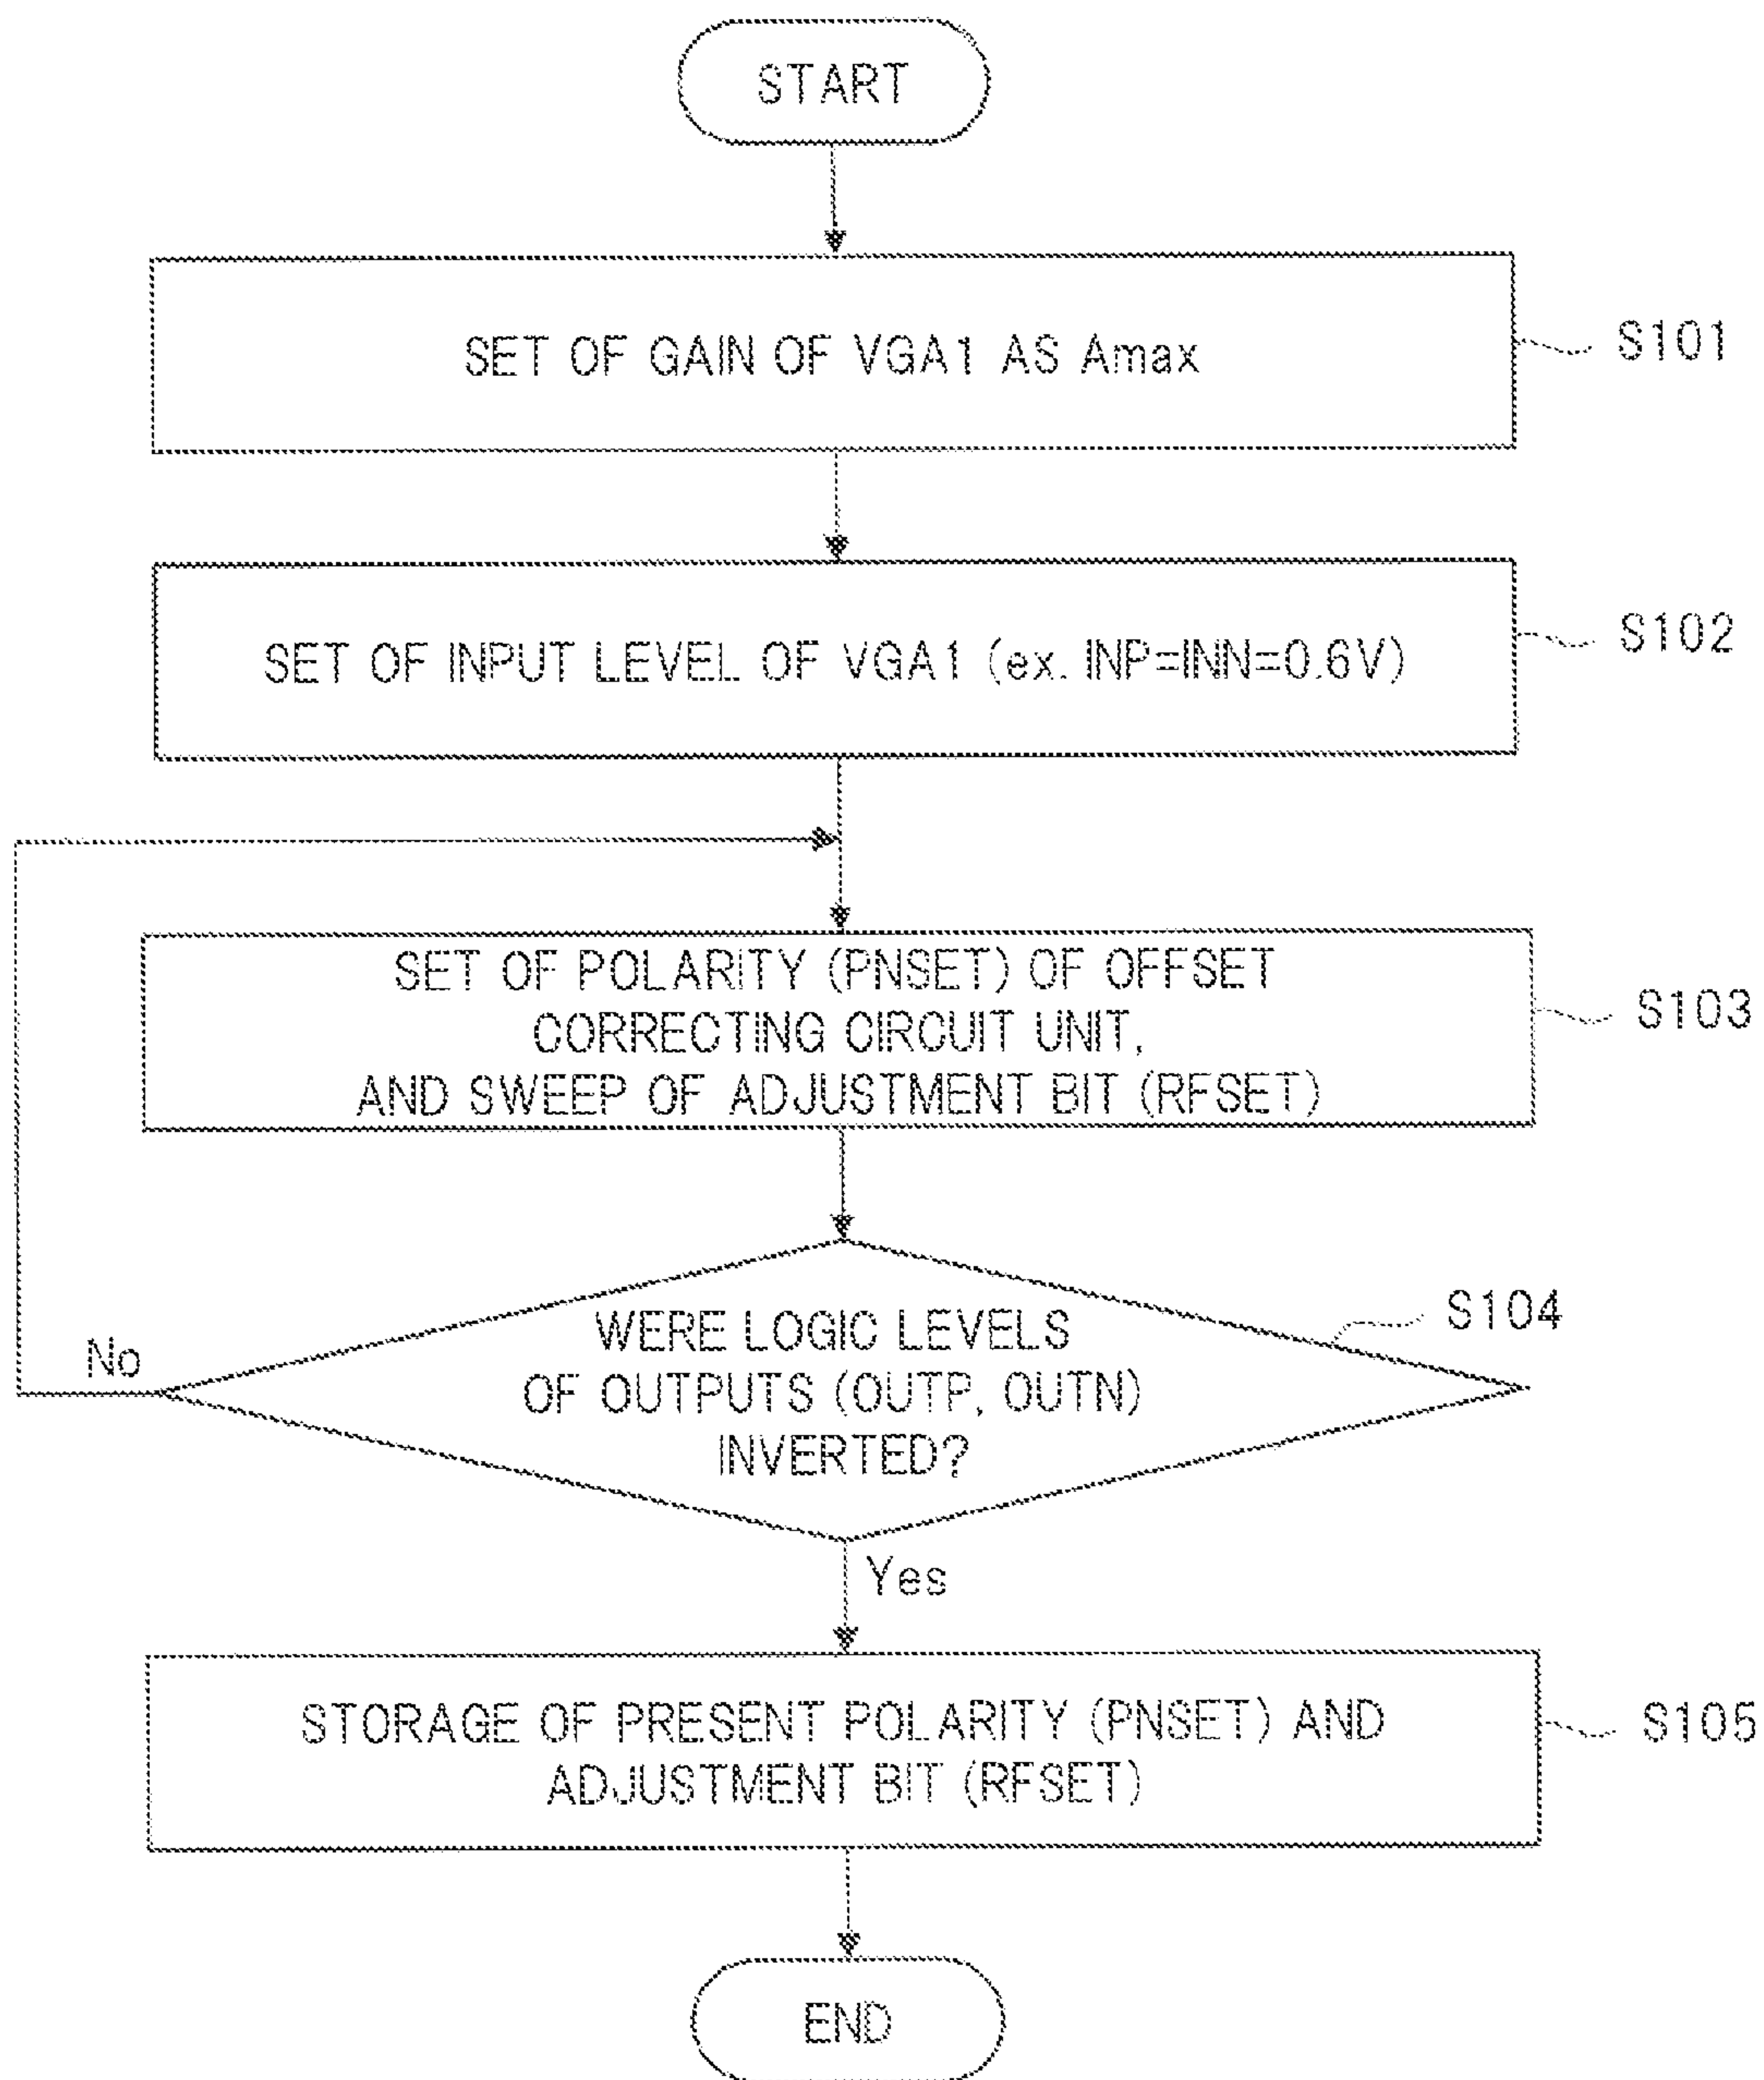 START
SET OF GAIN OF VGA1 AS Amax
S101
SET OF INPUT LEVEL OF VGA1 (ex. INP=INN=0.6V)
S102
SET OF POLARITY (PNSET) OF OFFSET
CORRECTING CIRCUIT UNIT,
AND SWEEP OF ADJUSTMENT BIT (RFSET)
S103
WERE LOGIC LEVELS
OF OUTPUTS (OUTP, OUTN)
INVERTED?
S104
No
Yes
STORAGE OF PRESENT POLARITY (PNSET) AND
ADJUSTMENT BIT (RFSET)
S105
END